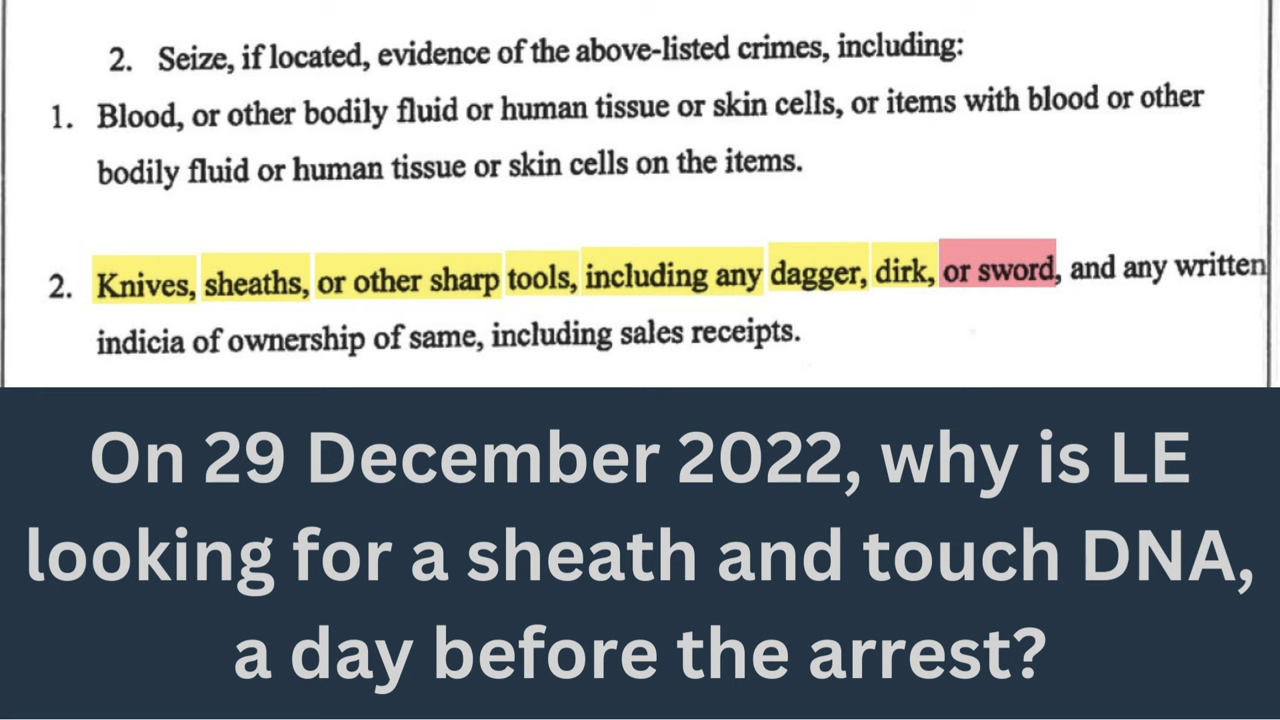 2. Seize, if located, evidence of the above-listed crimes, including:
1. Blood, or other bodily fluid or human tissue or skin cells, or items with blood or other
bodily fluid or human tissue or skin cells on the items.
2. Knives, sheaths, or other sharp tools, including any dagger, dirk, or sword, and any written
indicia of ownership of same, including sales receipts.
On 29 December 2022, why is LE
looking for a sheath and touch DNA,
a day before the arrest?